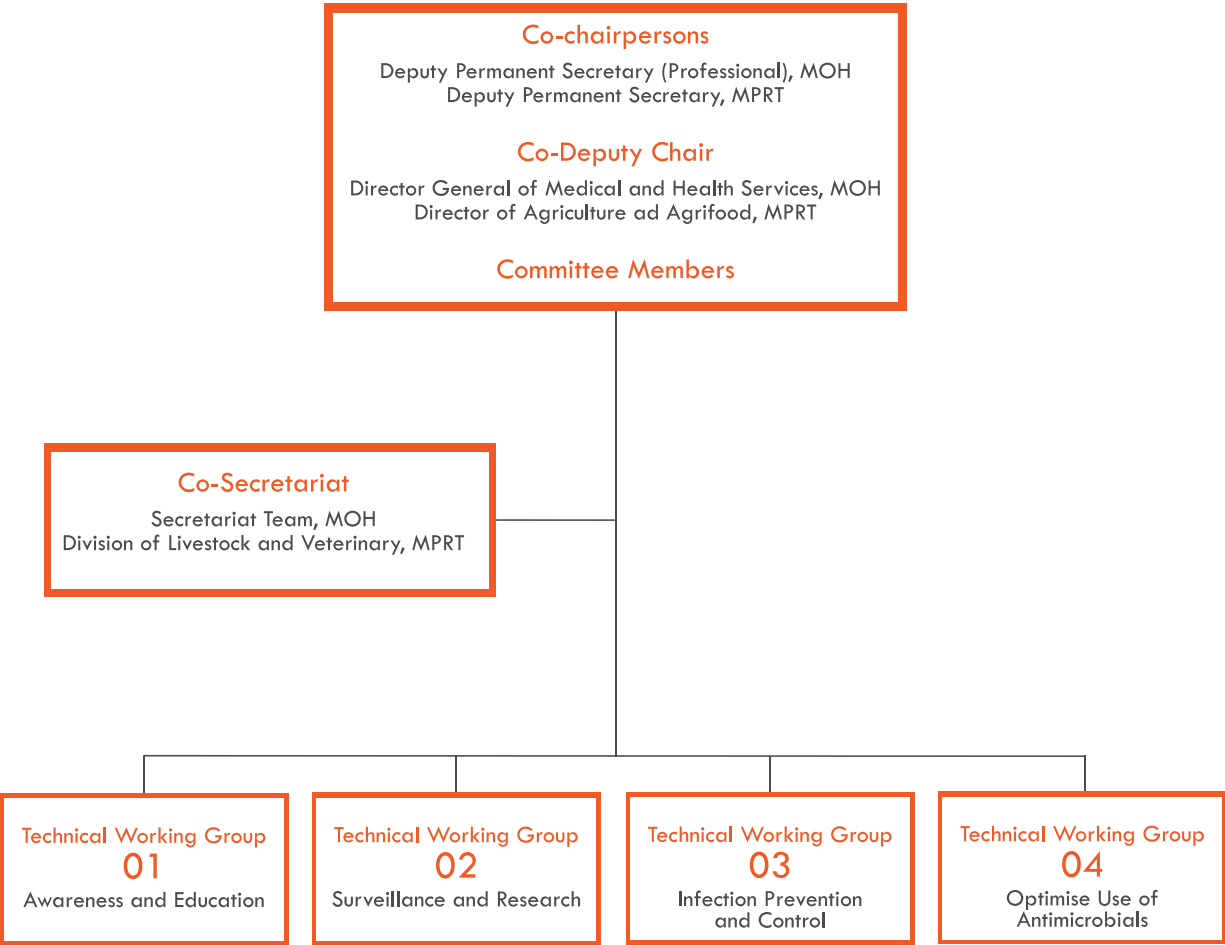 Co-chairpersons
Deputy Permanent Secretary (Professional), MOH
Deputy Permanent Secretary, MPRT
Co-Deputy Chair
Director General of Medical and Health Services, MOH
Director of Agriculture ad Agrifood, MPRT
Committee Members
Co-Secretariat
Secretariat Team, MOH
Division of Livestock and Veterinary, MPRT
Technical Working Group
01
Awareness and Education
Technical Working Group
02
Surveillance and Research
Technical Working Group
03
Infection Prevention
and Control
Technical Working Group
04
Optimise Use of
Antimicrobials